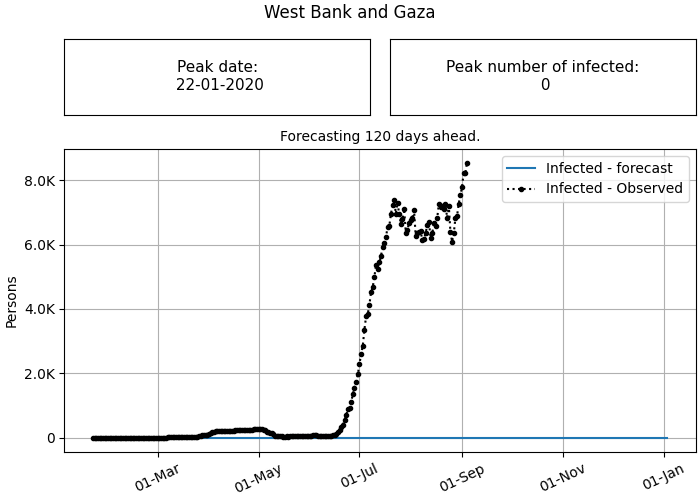 West Bank and Gaza
Peak date:
22-01-2020
Peak number of infected:
0
Forecasting 120 days ahead.
Infected - forecast
Infected - Observed
Persons
8.0K
6.0K
4.0K
2.0K
0
01-Mar
01-May
01-Jul
01-Sep
01-Nov
01-Jan